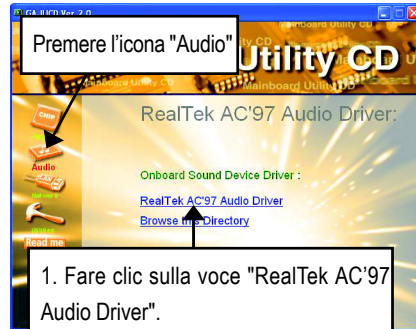 GA-IUCD Ver. 2.0
Premere l'icona "Audio"
Utility CD
Mainboard Utility CD
RealTek AC'97 Audio Driver:
CHIP
Audio
Onboard Sound Device Driver :
RealTek AC'97 Audio Driver
Browse this Directory
Read me
1. Fare clic sulla voce "RealTek AC'97
Audio Driver".